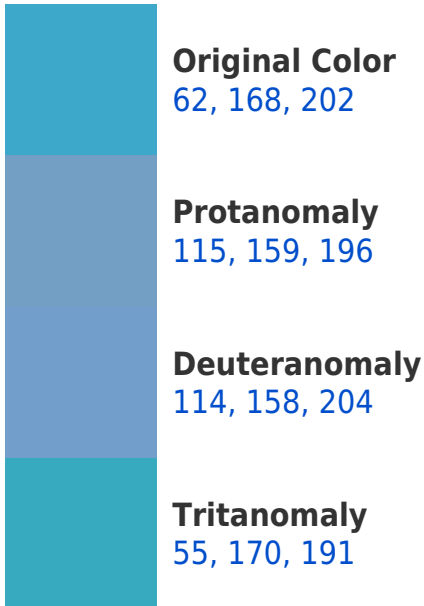 Original Color
62, 168, 202
Protanomaly
115, 159, 196
Deuteranomaly
114, 158, 204
Tritanomaly
55, 170, 191